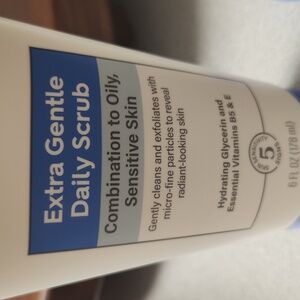 Extra Gentle
Daily Scrub
Combination to Oily,
Sensitive Skin
Gently cleans and exfoliates with
micro-fine particles to reveal
radiant-looking skin
Hydrating Glycerin and
Essential Vitamins B5 & E
5
6 FL OZ (178 ml)